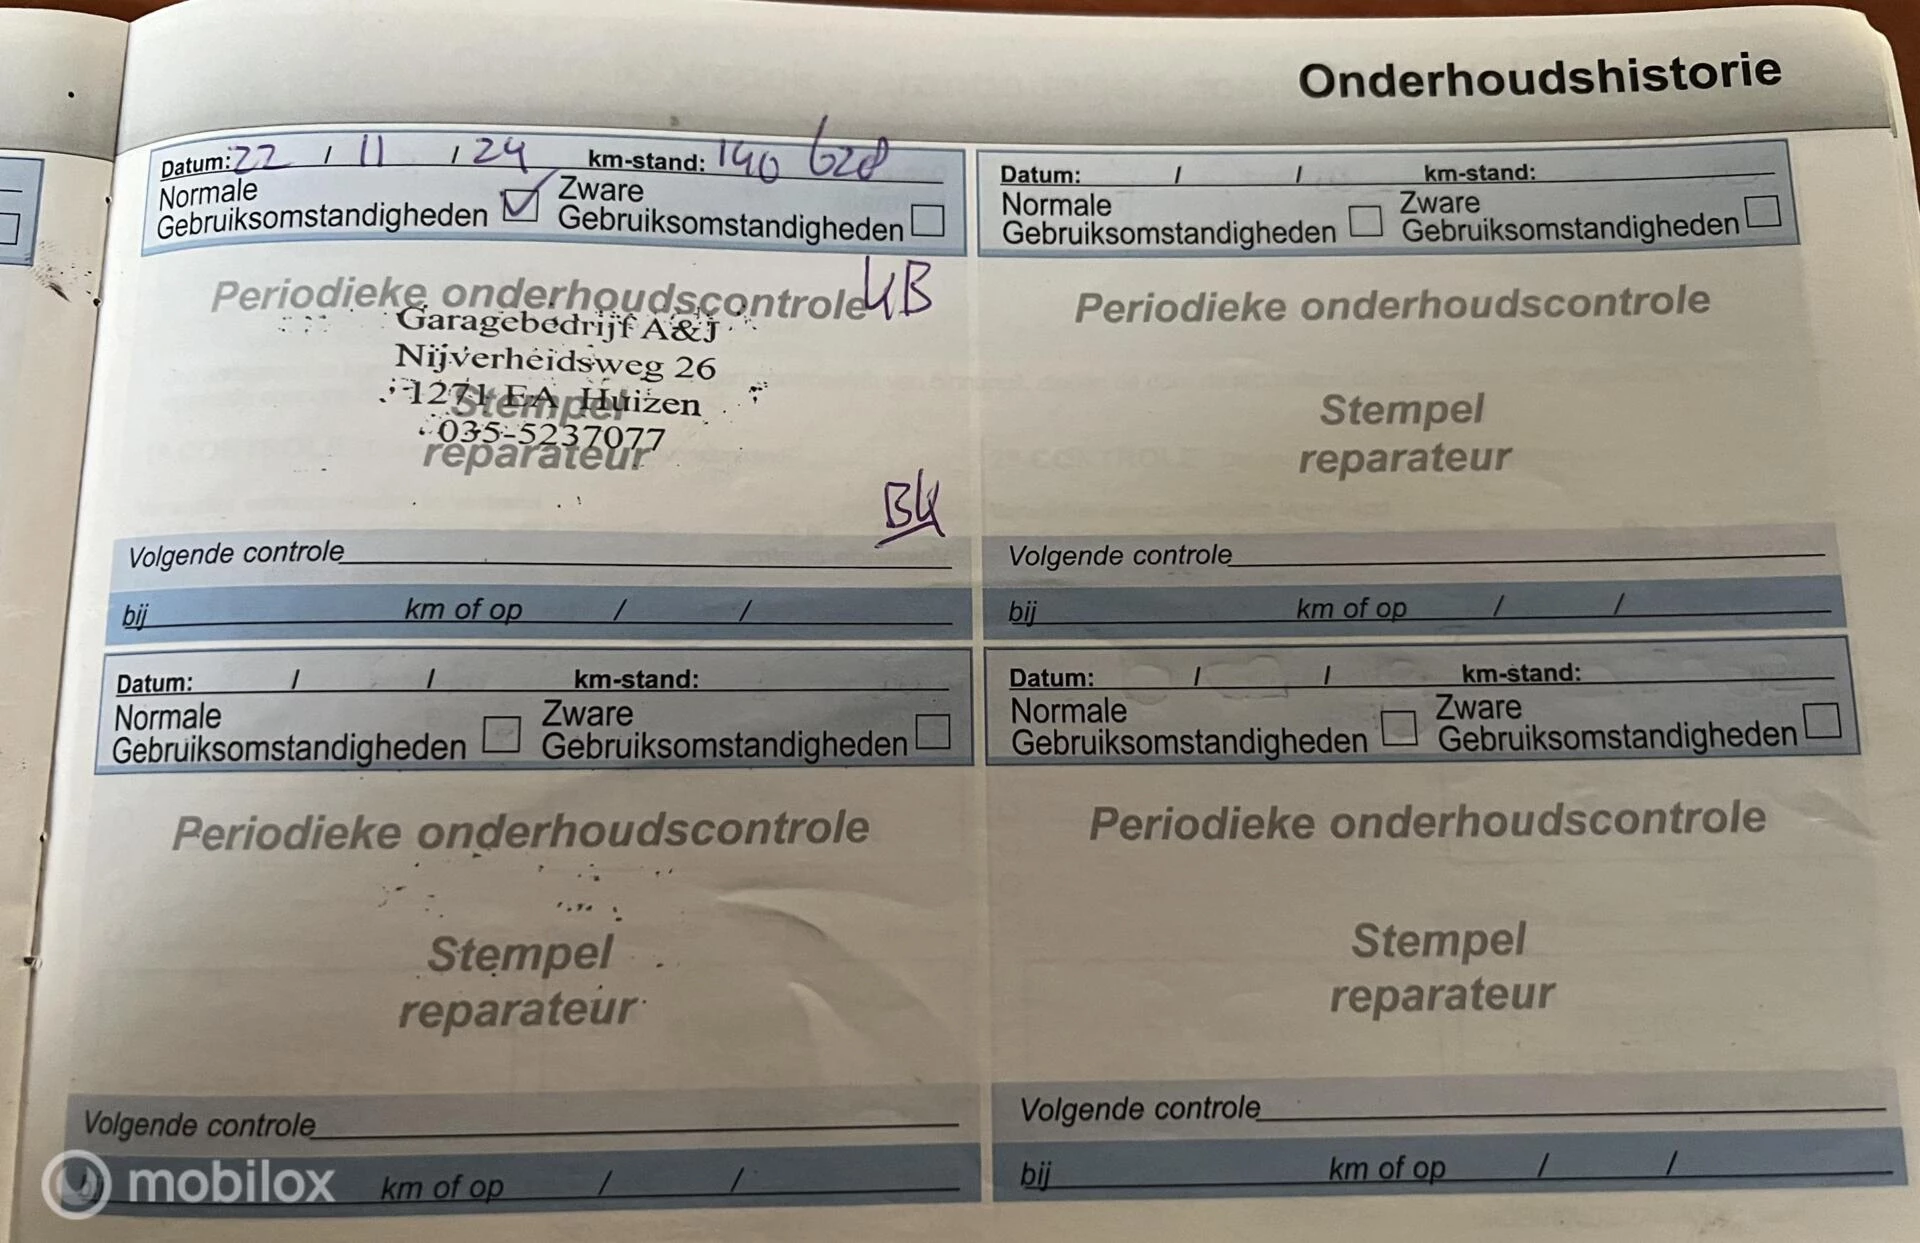 Onderhoudshistorie
Datum: 22 / 11 / 24 km-stand: 140 628
Normale Gebruiksomstandigheden Zware Gebruiksomstandigheden
Periodieke onderhoudscontrole
Garagebedrijf A&J
Nijverheidsweg 26
1271 EA Huizen
035-5237077
Stempel
reparateur
Volgende controle
bij km of op / /
Datum: / / km-stand:
Normale Gebruiksomstandigheden Zware Gebruiksomstandigheden
Periodieke onderhoudscontrole
Stempel
reparateur
Volgende controle
bij km of op / /
Datum: / / km-stand:
Normale Gebruiksomstandigheden Zware Gebruiksomstandigheden
Periodieke onderhoudscontrole
Stempel
reparateur
Volgende controle
km of op / /
Datum: / / km-stand:
Normale Gebruiksomstandigheden Zware Gebruiksomstandigheden
Periodieke onderhoudscontrole
Stempel
reparateur
Volgende controle
bij km of op / /
mobilox